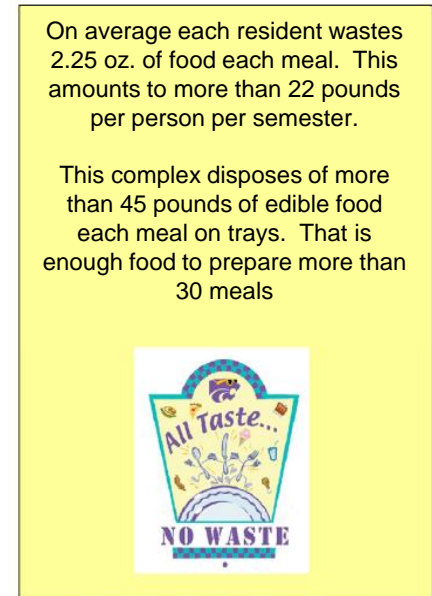 On average each resident wastes
2.25 oz. of food each meal.  This
amounts to more than 22 pounds
per person per semester.
This complex disposes of more
than 45 pounds of edible food
each meal on trays.  That is
enough food to prepare more than
30 meals
All Taste...
NO WASTE